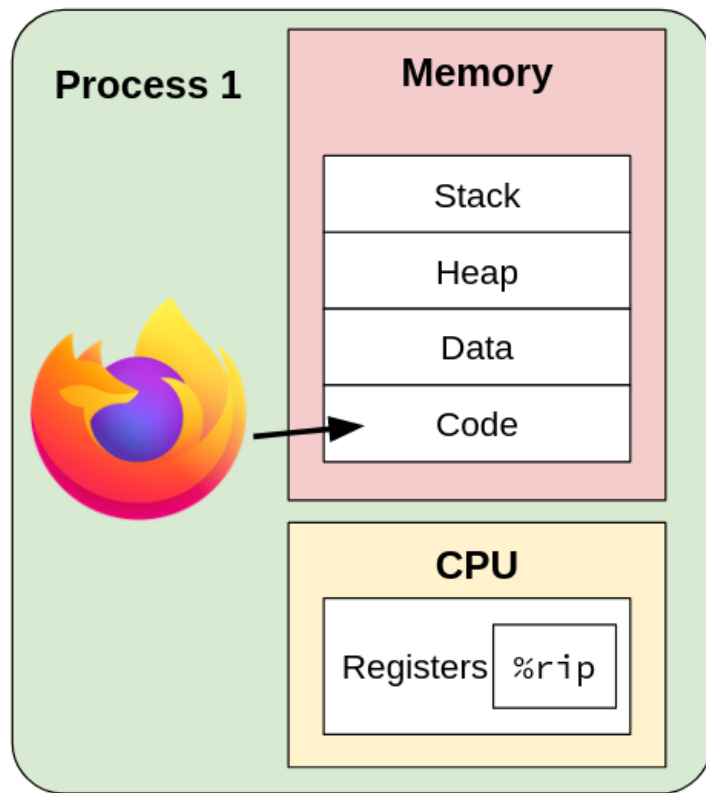 Process 1
Memory
Stack
Heap
Data
Code
CPU
Registers %rip